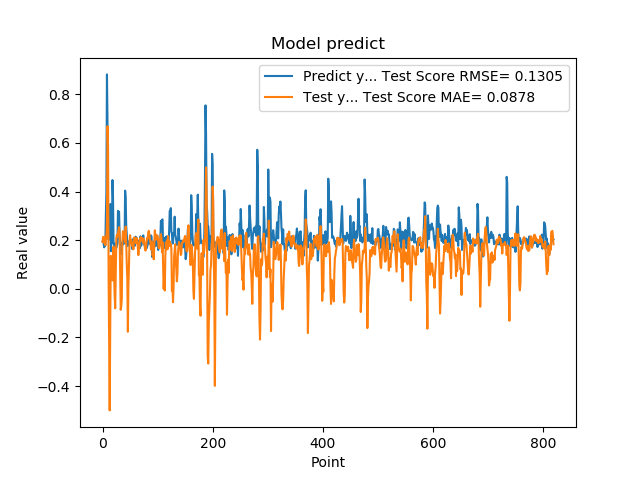 Model predict
Predict y... Test Score RMSE= 0.1305
Test y... Test Score MAE= 0.0878
0.8
0.6
0.4
0.2
0.0
−0.2
−0.4
Real value
0 200 400 600 800
Point